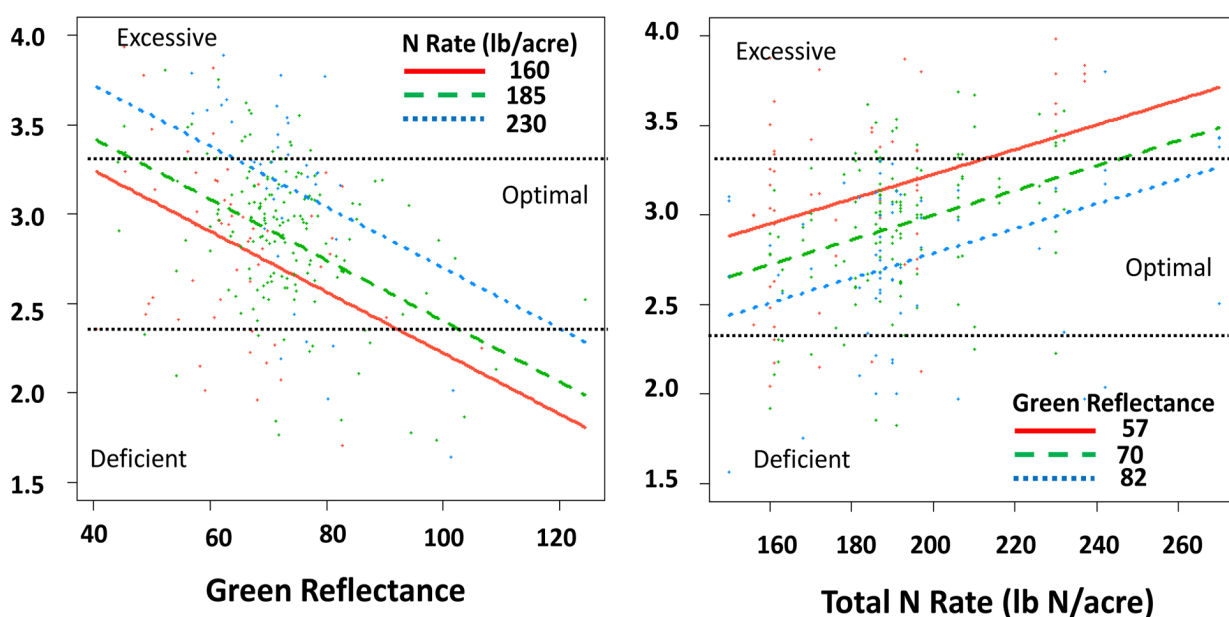 4.0
3.5
3.0
2.5
2.0
1.5
Excessive
N Rate (lb/acre)
160
185
230
Optimal
Deficient
40 60 80 100 120
Green Reflectance
4.0
3.5
3.0
2.5
2.0
1.5
Excessive
Optimal
Green Reflectance
57
70
82
Deficient
160 180 200 220 240 260
Total N Rate (lb N/acre)